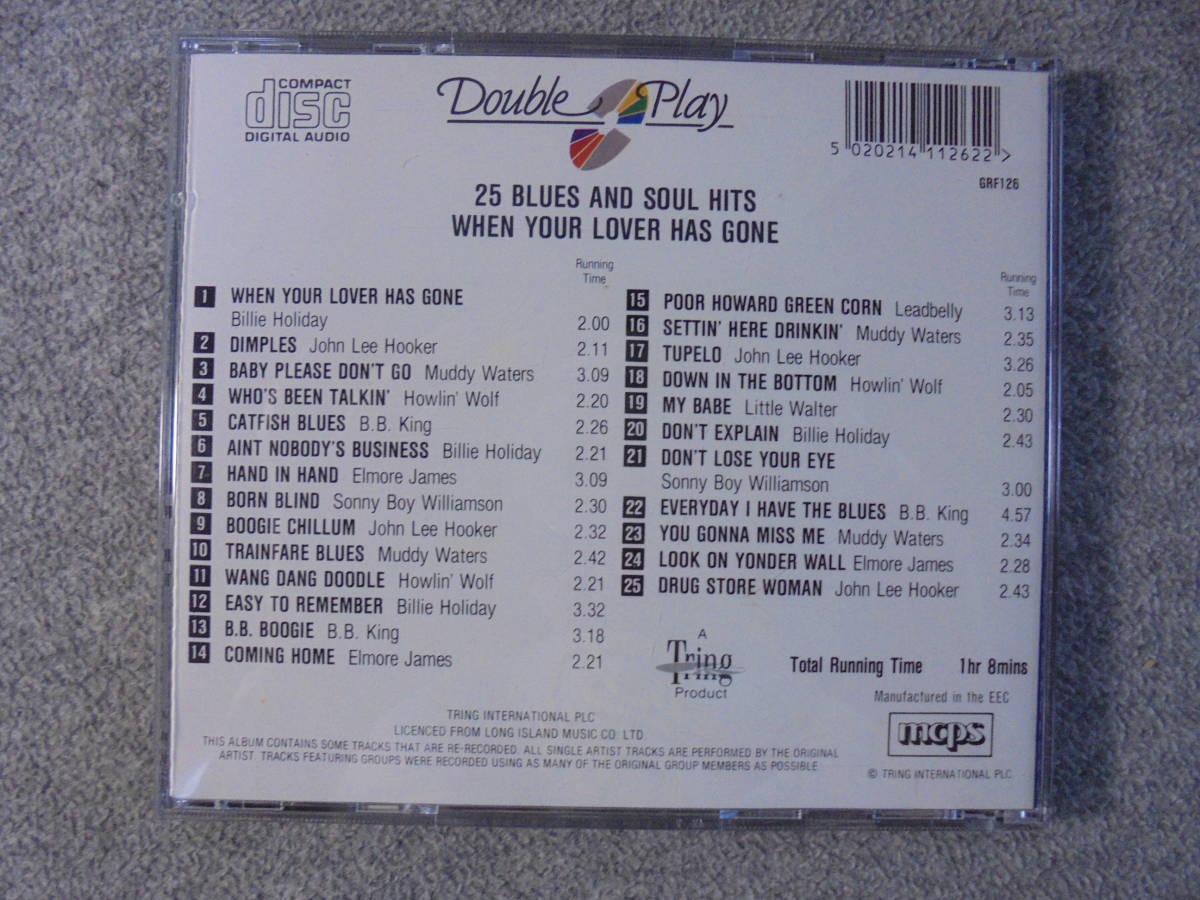 COMPACT
disc
DIGITAL AUDIO
Double Play
5 020214 112622 >
GRF126
25 BLUES AND SOUL HITS
WHEN YOUR LOVER HAS GONE
Running
Time
1 WHEN YOUR LOVER HAS GONE
Billie Holiday 2.00
2 DIMPLES John Lee Hooker 2.11
3 BABY PLEASE DON'T GO Muddy Waters 3.09
4 WHO'S BEEN TALKIN' Howlin' Wolf 2.20
5 CATFISH BLUES B.B. King 2.26
6 AINT NOBODY'S BUSINESS Billie Holiday 2.21
7 HAND IN HAND Elmore James 3.09
8 BORN BLIND Sonny Boy Williamson 2.30
9 BOOGIE CHILLUM John Lee Hooker 2.32
10 TRAINFARE BLUES Muddy Waters 2.42
11 WANG DANG DOODLE Howlin' Wolf 2.21
12 EASY TO REMEMBER Billie Holiday 3.32
13 B.B. BOOGIE B.B. King 3.18
14 COMING HOME Elmore James 2.21
Running
Time
15 POOR HOWARD GREEN CORN Leadbelly 3.13
16 SETTIN' HERE DRINKIN' Muddy Waters 2.35
17 TUPELO John Lee Hooker 3.26
18 DOWN IN THE BOTTOM Howlin' Wolf 2.05
19 MY BABE Little Walter 2.30
20 DON'T EXPLAIN Billie Holiday 2.43
21 DON'T LOSE YOUR EYE
Sonny Boy Williamson 3.00
22 EVERYDAY I HAVE THE BLUES B.B. King 4.57
23 YOU GONNA MISS ME Muddy Waters 2.34
24 LOOK ON YONDER WALL Elmore James 2.28
25 DRUG STORE WOMAN John Lee Hooker 2.43
A
Tring
Product
Total Running Time 1hr 8mins
Manufactured in the EEC
mcps
© TRING INTERNATIONAL PLC.
TRING INTERNATIONAL PLC
LICENCED FROM LONG ISLAND MUSIC CO. LTD.
THIS ALBUM CONTAINS SOME TRACKS THAT ARE RE-RECORDED. ALL SINGLE ARTIST TRACKS ARE PERFORMED BY THE ORIGINAL
ARTIST. TRACKS FEATURING GROUPS WERE RECORDED USING AS MANY OF THE ORIGINAL GROUP MEMBERS AS POSSIBLE.